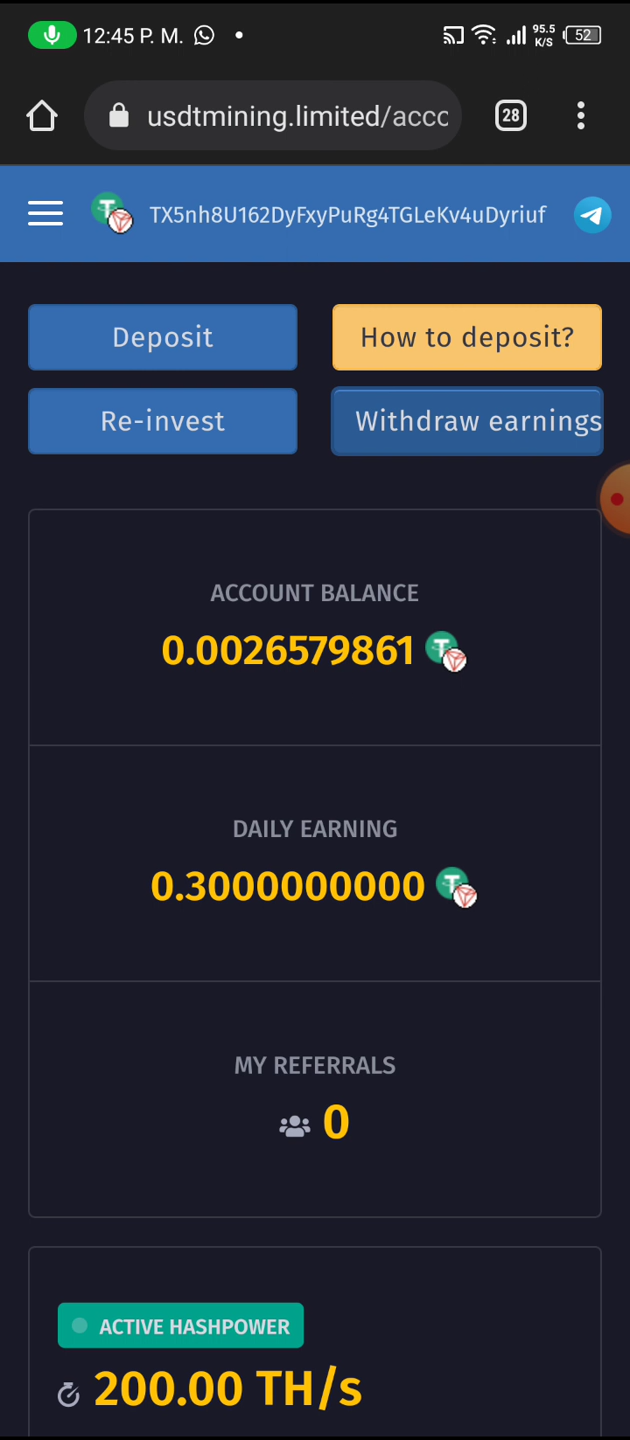 12:45 P. M.
95.5
K/S
52
usdtmining.limited/acco
28
TX5nh8U162DyFxyPuRg4TGLeKv4uDyriuf
Deposit
How to deposit?
Re-invest
Withdraw earnings
ACCOUNT BALANCE
0.0026579861
DAILY EARNING
0.3000000000
MY REFERRALS
0
ACTIVE HASHPOWER
200.00 TH/s